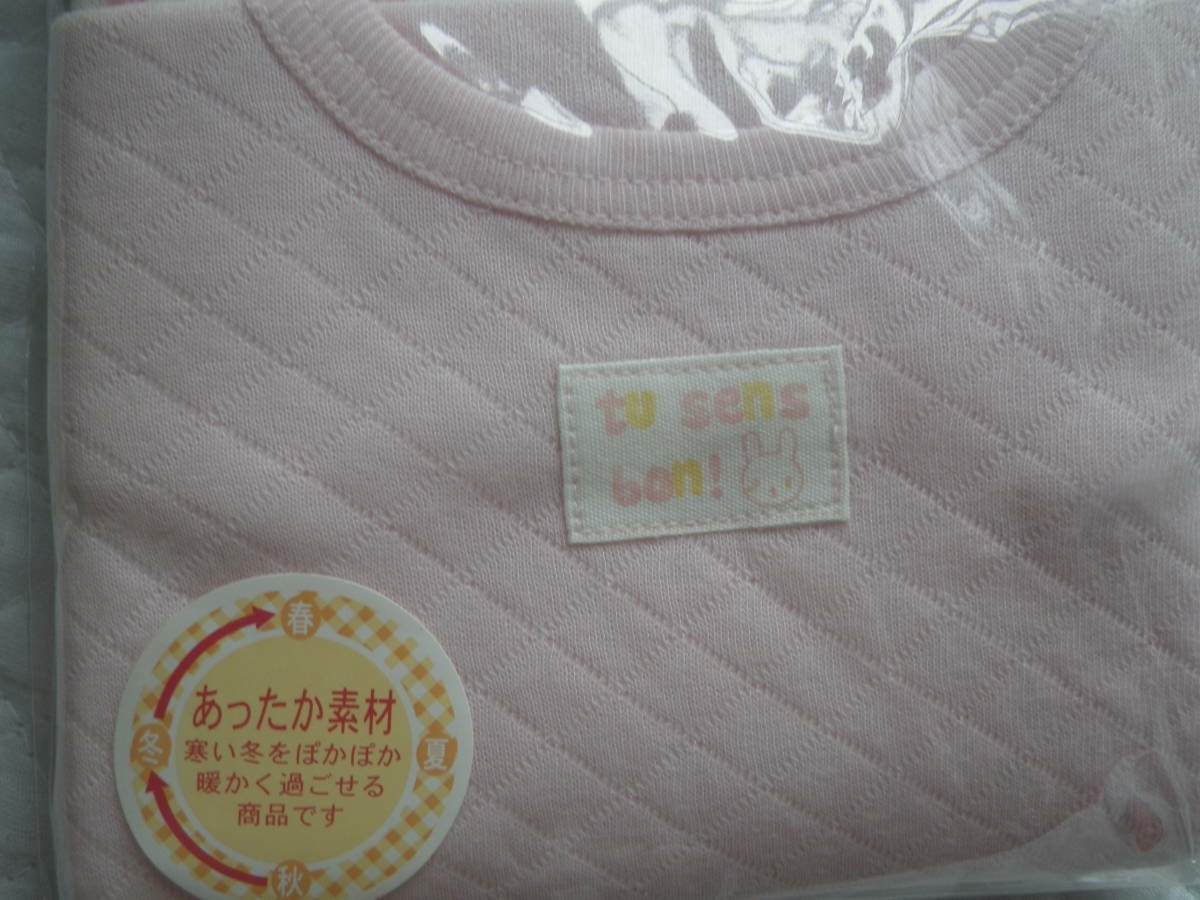 tu sens
bon!
春
あったか素材
冬
寒い冬をぽかぽか
夏
暖かく過ごせる
商品です
秋